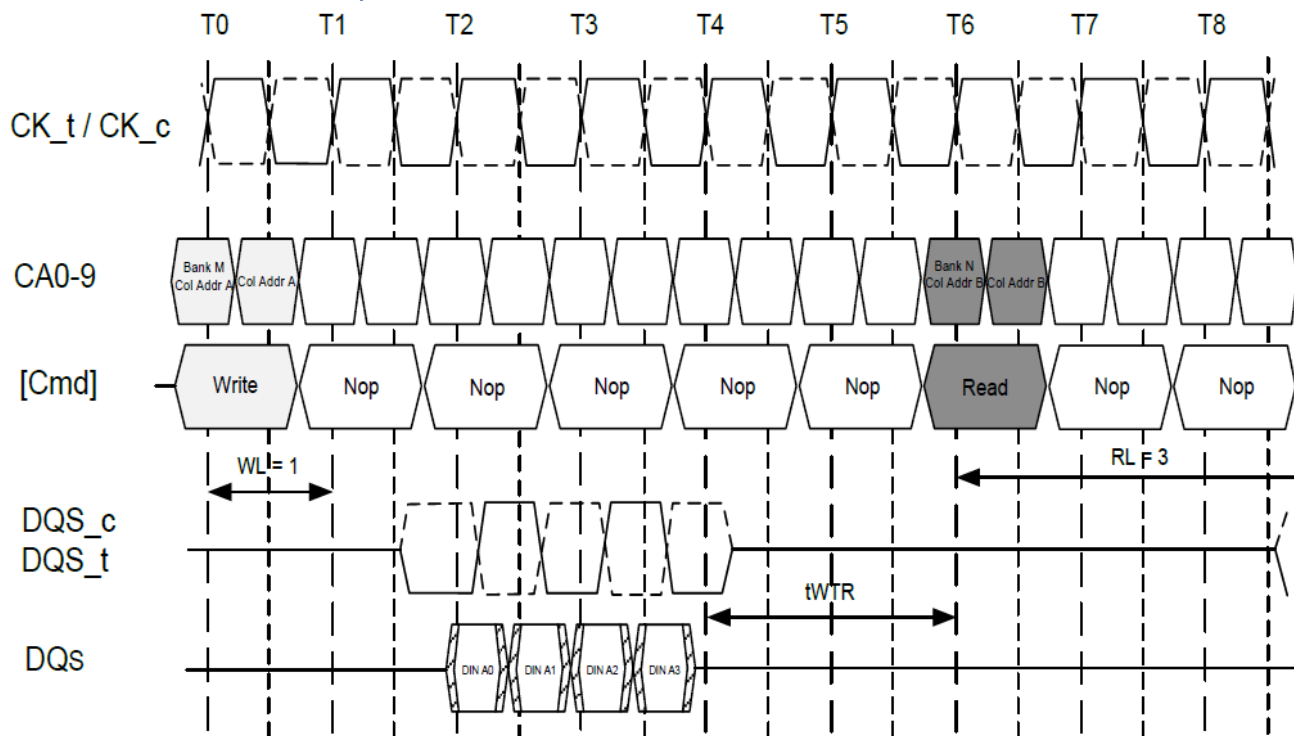 T0 T1 T2 T3 T4 T5 T6 T7 T8
CK_t / CK_c
CA0-9
Bank M
Col Addr A
Col Addr A
Bank N
Col Addr B
Col Addr B
[Cmd]
Write Nop Nop Nop Nop Nop Read Nop Nop
WL = 1
RL = 3
DQS_c
DQS_t
tWTR
DQs
DIN A0 DIN A1 DIN A2 DIN A3